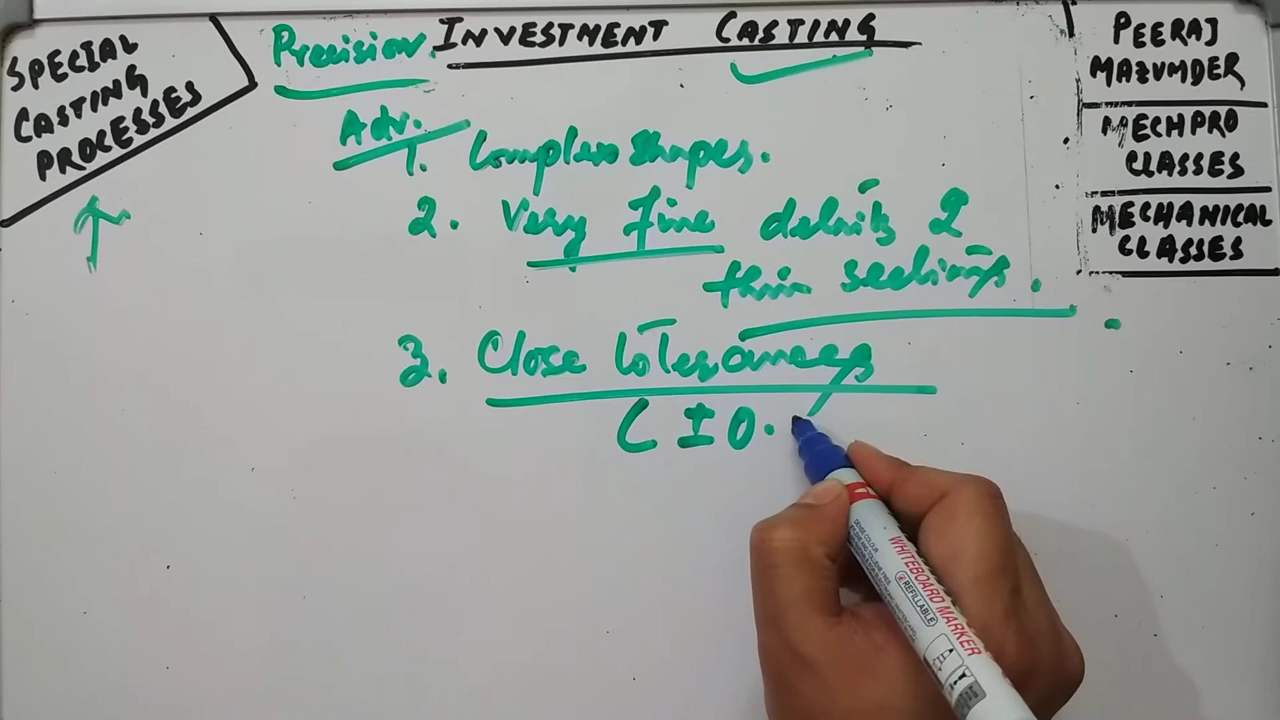 SPECIAL
CASTING
PROCESSES
Precision INVESTMENT CASTING
Adv.
1. Complex shapes.
2. Very fine details &
thin sections.
3. Close tolerances
( ± 0.
PEERAJ
MAZUMDER
MECHPRO
CLASSES
MECHANICAL
CLASSES
WHITEBOARD MARKER
REFILLABLE